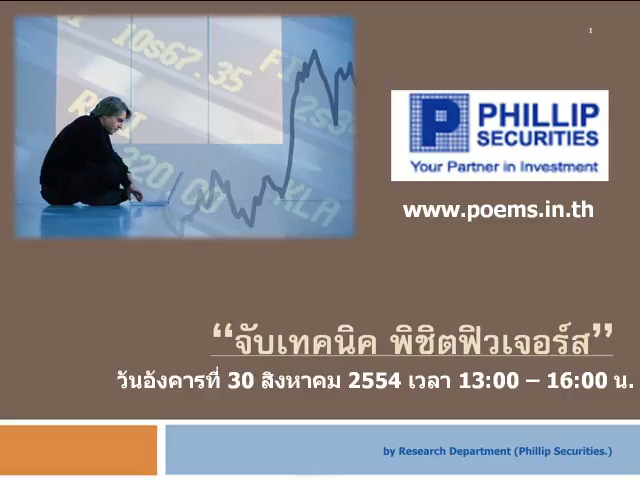 1
10s67.35
PHILLIP
SECURITIES
Your Partner in Investment
www.poems.in.th
“จับเทคนิค พิชิตฟิวเจอร์ส”
วันอังคารที่ 30 สิงหาคม 2554 เวลา 13:00 – 16:00 น.
by Research Department (Phillip Securities.)